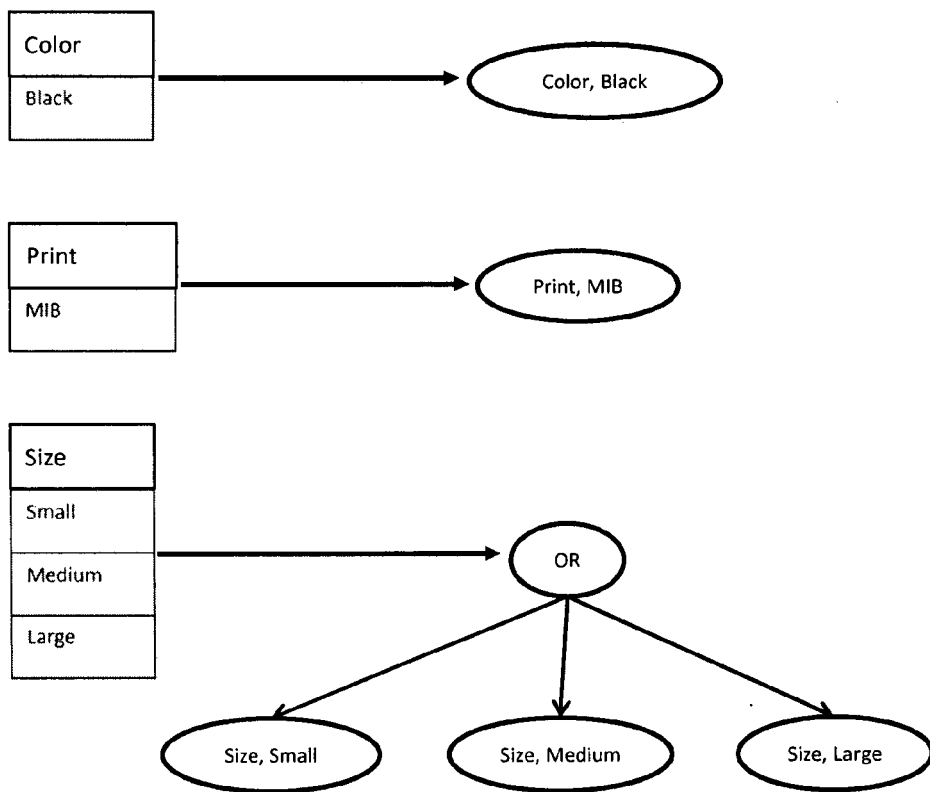 Color
Black
Color, Black
Print
MIB
Print, MIB
Size
Small
Medium
Large
OR
Size, Small
Size, Medium
Size, Large